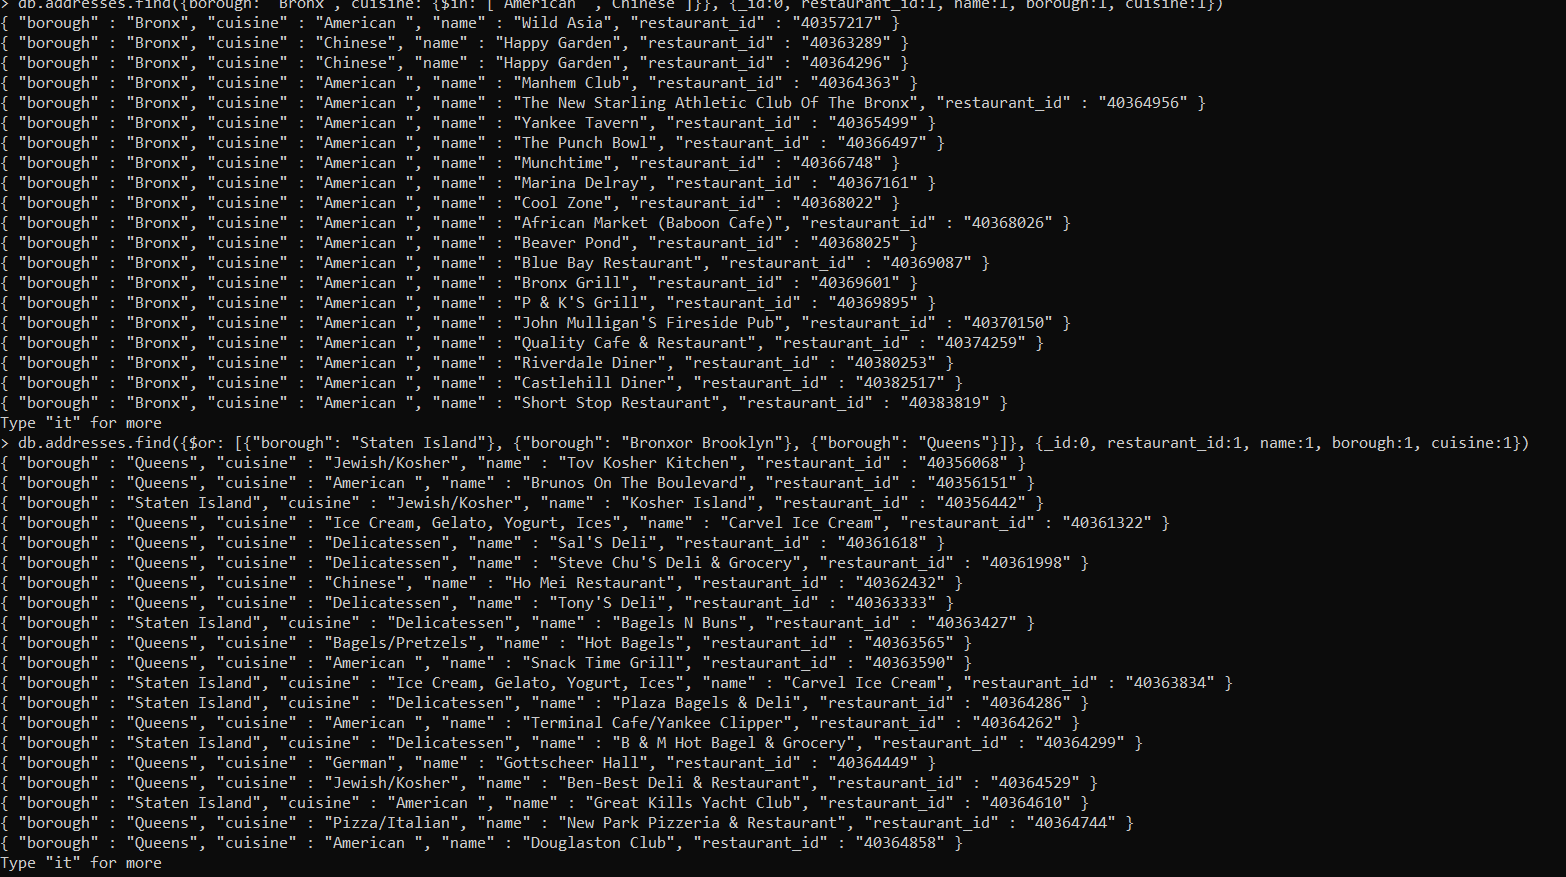 > db.addresses.find({borough: "Bronx", cuisine: {$in: ["American ", "Chinese"]}}, {_id:0, restaurant_id:1, name:1, borough:1, cuisine:1})
{ "borough" : "Bronx", "cuisine" : "American ", "name" : "Wild Asia", "restaurant_id" : "40357217" }
{ "borough" : "Bronx", "cuisine" : "Chinese", "name" : "Happy Garden", "restaurant_id" : "40363289" }
{ "borough" : "Bronx", "cuisine" : "Chinese", "name" : "Happy Garden", "restaurant_id" : "40364296" }
{ "borough" : "Bronx", "cuisine" : "American ", "name" : "Manhem Club", "restaurant_id" : "40364363" }
{ "borough" : "Bronx", "cuisine" : "American ", "name" : "The New Starling Athletic Club Of The Bronx", "restaurant_id" : "40364956" }
{ "borough" : "Bronx", "cuisine" : "American ", "name" : "Yankee Tavern", "restaurant_id" : "40365499" }
{ "borough" : "Bronx", "cuisine" : "American ", "name" : "The Punch Bowl", "restaurant_id" : "40366497" }
{ "borough" : "Bronx", "cuisine" : "American ", "name" : "Munchtime", "restaurant_id" : "40366748" }
{ "borough" : "Bronx", "cuisine" : "American ", "name" : "Marina Delray", "restaurant_id" : "40367161" }
{ "borough" : "Bronx", "cuisine" : "American ", "name" : "Cool Zone", "restaurant_id" : "40368022" }
{ "borough" : "Bronx", "cuisine" : "American ", "name" : "African Market (Baboon Cafe)", "restaurant_id" : "40368026" }
{ "borough" : "Bronx", "cuisine" : "American ", "name" : "Beaver Pond", "restaurant_id" : "40368025" }
{ "borough" : "Bronx", "cuisine" : "American ", "name" : "Blue Bay Restaurant", "restaurant_id" : "40369087" }
{ "borough" : "Bronx", "cuisine" : "American ", "name" : "Bronx Grill", "restaurant_id" : "40369601" }
{ "borough" : "Bronx", "cuisine" : "American ", "name" : "P & K'S Grill", "restaurant_id" : "40369895" }
{ "borough" : "Bronx", "cuisine" : "American ", "name" : "John Mulligan'S Fireside Pub", "restaurant_id" : "40370150" }
{ "borough" : "Bronx", "cuisine" : "American ", "name" : "Quality Cafe & Restaurant", "restaurant_id" : "40374259" }
{ "borough" : "Bronx", "cuisine" : "American ", "name" : "Riverdale Diner", "restaurant_id" : "40380253" }
{ "borough" : "Bronx", "cuisine" : "American ", "name" : "Castlehill Diner", "restaurant_id" : "40382517" }
{ "borough" : "Bronx", "cuisine" : "American ", "name" : "Short Stop Restaurant", "restaurant_id" : "40383819" }
Type "it" for more
> db.addresses.find({$or: [{"borough": "Staten Island"}, {"borough": "Bronxor Brooklyn"}, {"borough": "Queens"}]}, {_id:0, restaurant_id:1, name:1, borough:1, cuisine:1})
{ "borough" : "Queens", "cuisine" : "Jewish/Kosher", "name" : "Tov Kosher Kitchen", "restaurant_id" : "40356068" }
{ "borough" : "Queens", "cuisine" : "American ", "name" : "Brunos On The Boulevard", "restaurant_id" : "40356151" }
{ "borough" : "Staten Island", "cuisine" : "Jewish/Kosher", "name" : "Kosher Island", "restaurant_id" : "40356442" }
{ "borough" : "Queens", "cuisine" : "Ice Cream, Gelato, Yogurt, Ices", "name" : "Carvel Ice Cream", "restaurant_id" : "40361322" }
{ "borough" : "Queens", "cuisine" : "Delicatessen", "name" : "Sal'S Deli", "restaurant_id" : "40361618" }
{ "borough" : "Queens", "cuisine" : "Delicatessen", "name" : "Steve Chu'S Deli & Grocery", "restaurant_id" : "40361998" }
{ "borough" : "Queens", "cuisine" : "Chinese", "name" : "Ho Mei Restaurant", "restaurant_id" : "40362432" }
{ "borough" : "Queens", "cuisine" : "Delicatessen", "name" : "Tony'S Deli", "restaurant_id" : "40363333" }
{ "borough" : "Staten Island", "cuisine" : "Delicatessen", "name" : "Bagels N Buns", "restaurant_id" : "40363427" }
{ "borough" : "Queens", "cuisine" : "Bagels/Pretzels", "name" : "Hot Bagels", "restaurant_id" : "40363565" }
{ "borough" : "Queens", "cuisine" : "American ", "name" : "Snack Time Grill", "restaurant_id" : "40363590" }
{ "borough" : "Staten Island", "cuisine" : "Ice Cream, Gelato, Yogurt, Ices", "name" : "Carvel Ice Cream", "restaurant_id" : "40363834" }
{ "borough" : "Staten Island", "cuisine" : "Delicatessen", "name" : "Plaza Bagels & Deli", "restaurant_id" : "40364286" }
{ "borough" : "Queens", "cuisine" : "American ", "name" : "Terminal Cafe/Yankee Clipper", "restaurant_id" : "40364262" }
{ "borough" : "Staten Island", "cuisine" : "Delicatessen", "name" : "B & M Hot Bagel & Grocery", "restaurant_id" : "40364299" }
{ "borough" : "Queens", "cuisine" : "German", "name" : "Gottscheer Hall", "restaurant_id" : "40364449" }
{ "borough" : "Queens", "cuisine" : "Jewish/Kosher", "name" : "Ben-Best Deli & Restaurant", "restaurant_id" : "40364529" }
{ "borough" : "Staten Island", "cuisine" : "American ", "name" : "Great Kills Yacht Club", "restaurant_id" : "40364610" }
{ "borough" : "Queens", "cuisine" : "Pizza/Italian", "name" : "New Park Pizzeria & Restaurant", "restaurant_id" : "40364744" }
{ "borough" : "Queens", "cuisine" : "American ", "name" : "Douglaston Club", "restaurant_id" : "40364858" }
Type "it" for more